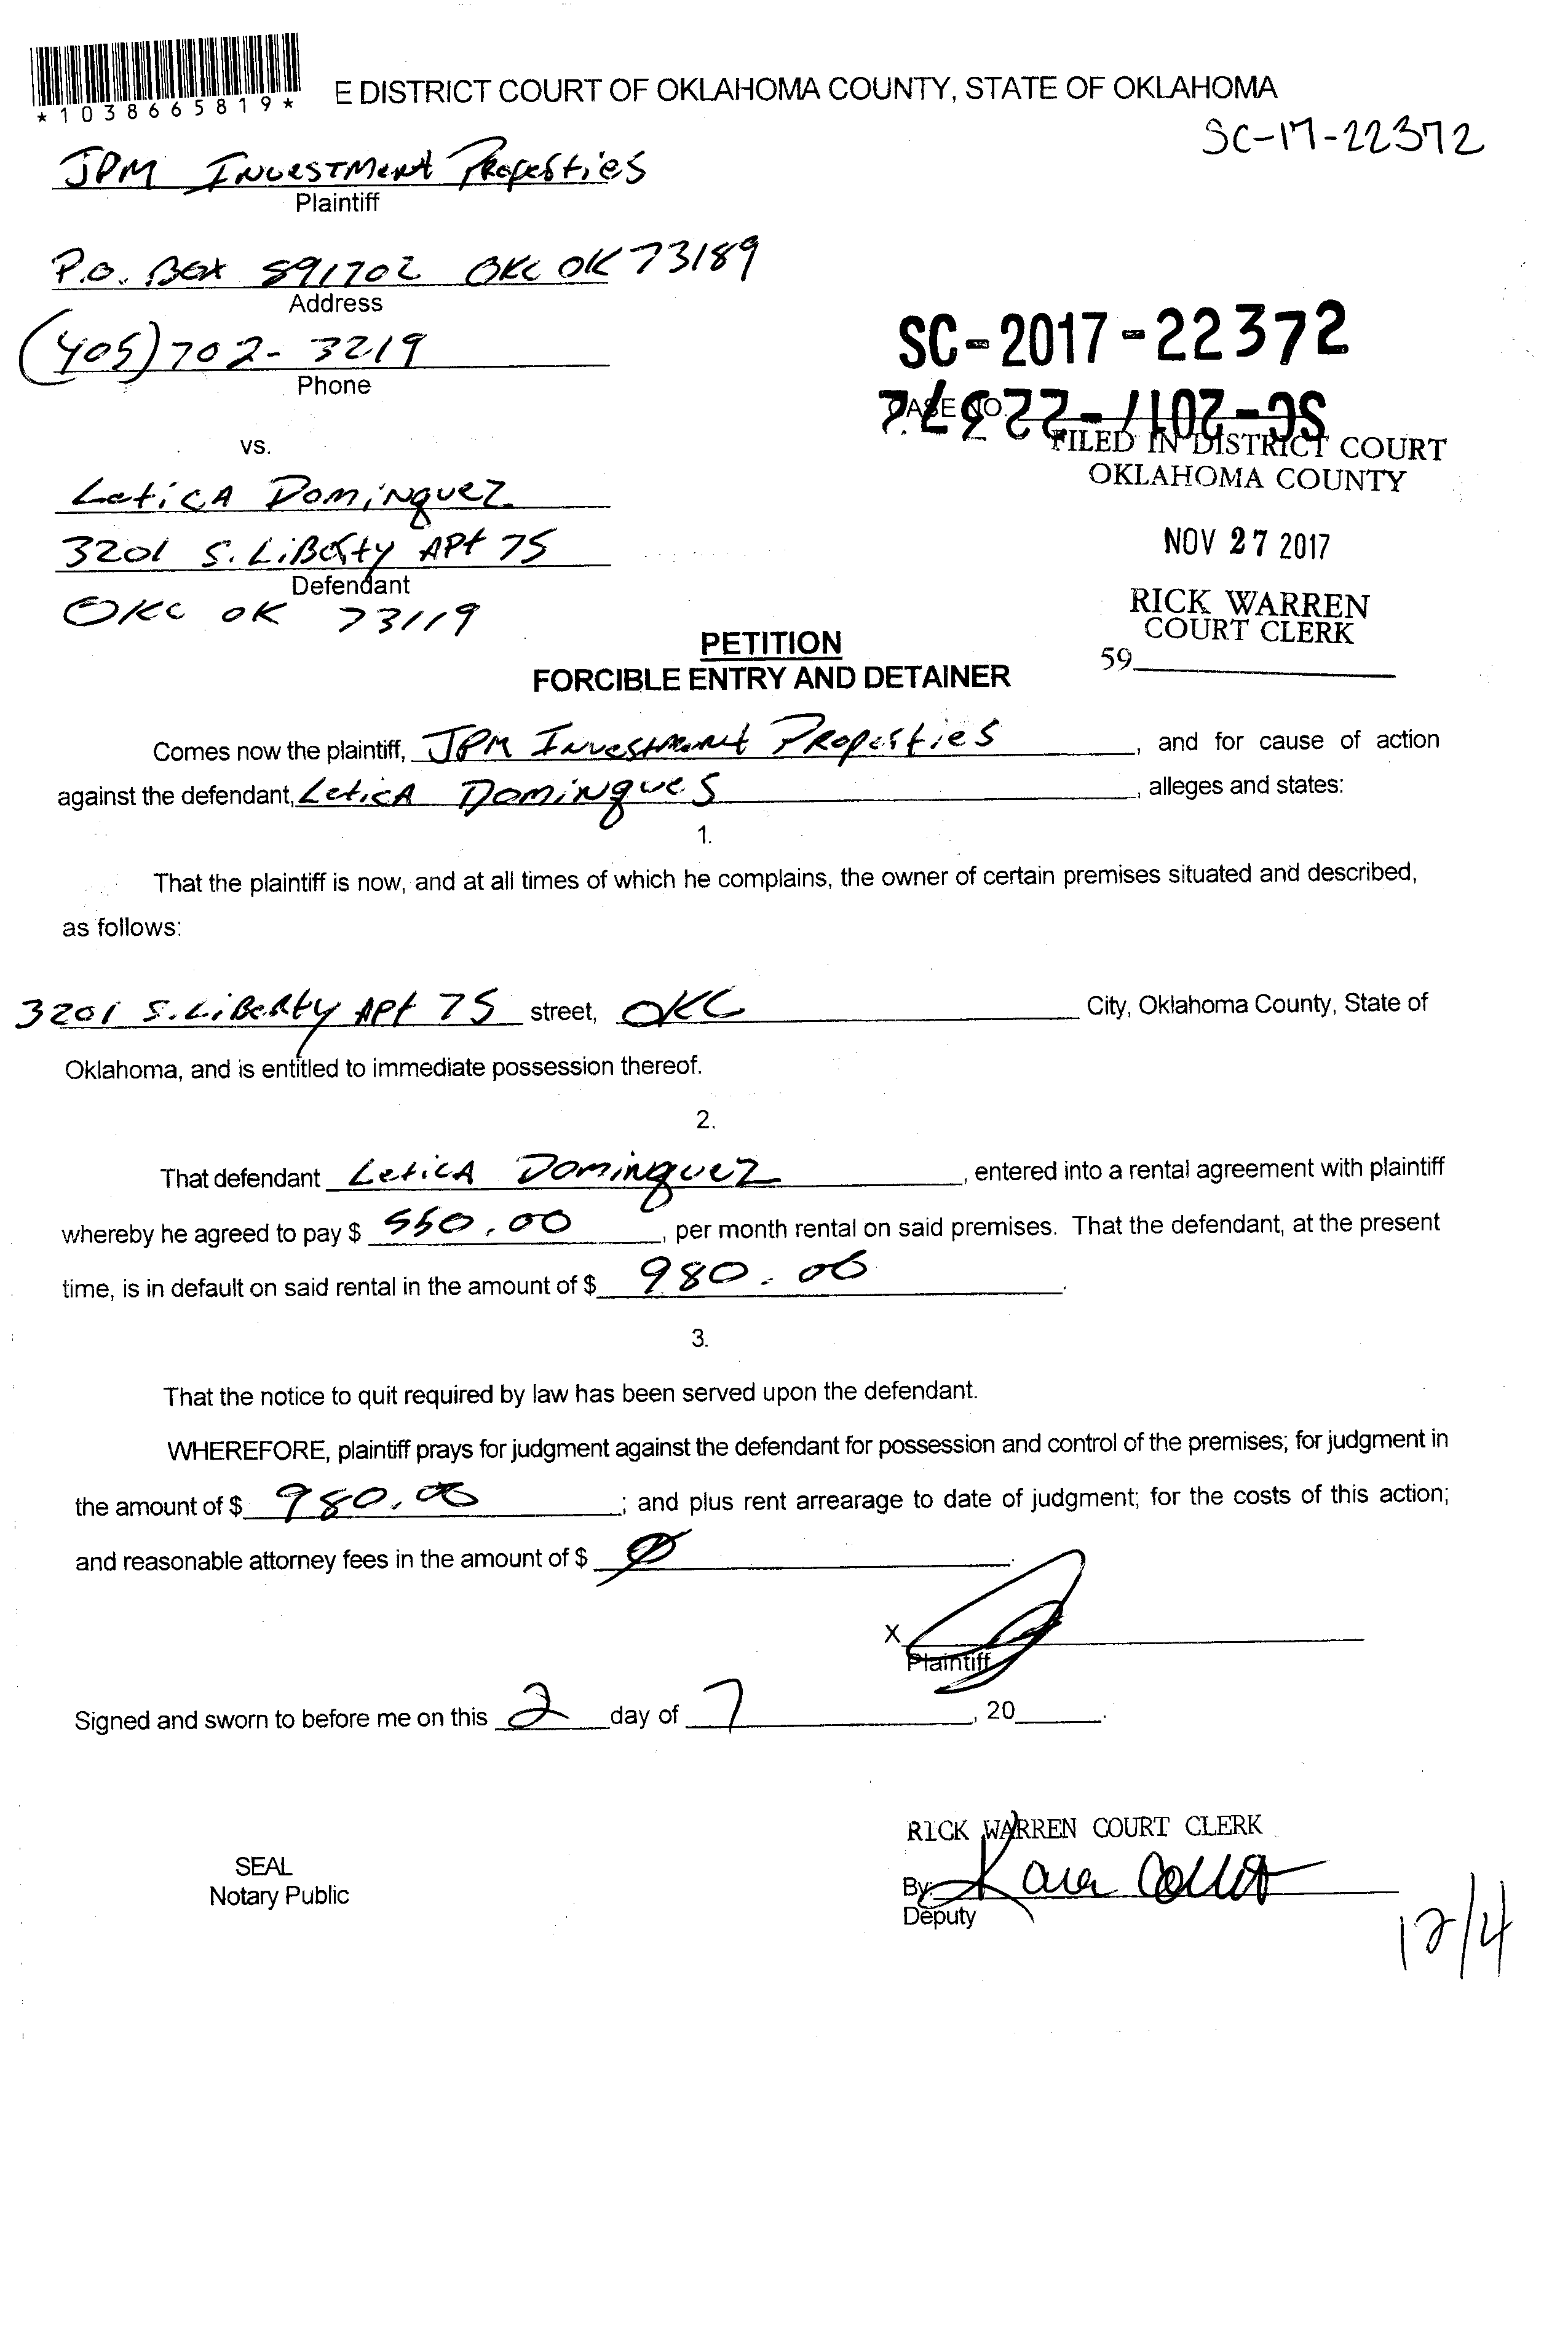 *1038665819*
E DISTRICT COURT OF OKLAHOMA COUNTY, STATE OF OKLAHOMA
SC-17-22372
JPM Investment Properties
Plaintiff
P.O. Box 891702 OKC OK 73189
Address
(405) 702-3219
Phone
SC-2017-22372
CASE NO.
SC-2017-22372
vs.
FILED IN DISTRICT COURT
OKLAHOMA COUNTY
Letica Dominquez
3201 S. Liberty Apt 75
Defendant
OKC OK 73119
NOV 27 2017
RICK WARREN
COURT CLERK
59
PETITION
FORCIBLE ENTRY AND DETAINER
Comes now the plaintiff, JPM Investment Properties, and for cause of action
against the defendant, Letica Domingues, alleges and states:
1.
That the plaintiff is now, and at all times of which he complains, the owner of certain premises situated and described,
as follows:
3201 S. Liberty Apt 75 street, OKC City, Oklahoma County, State of
Oklahoma, and is entitled to immediate possession thereof.
2.
That defendant Letica Dominquez, entered into a rental agreement with plaintiff
whereby he agreed to pay $ 550.00, per month rental on said premises. That the defendant, at the present
time, is in default on said rental in the amount of $ 980.00.
3.
That the notice to quit required by law has been served upon the defendant.
WHEREFORE, plaintiff prays for judgment against the defendant for possession and control of the premises; for judgment in
the amount of $ 980.00; and plus rent arrearage to date of judgment; for the costs of this action;
and reasonable attorney fees in the amount of $ Ø.
X
Plaintiff
Signed and sworn to before me on this 27 day of , 20 .
RICK WARREN COURT CLERK
SEAL
Notary Public
By:
Deputy
12/4